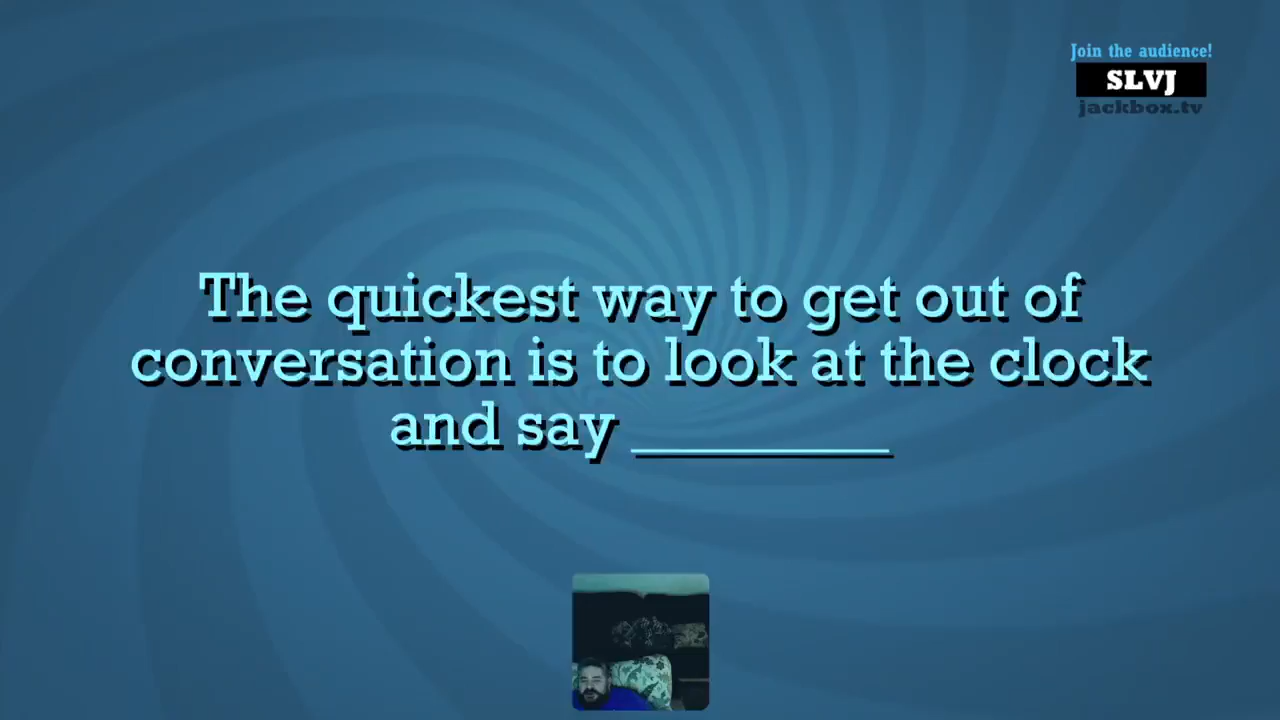 Join the audience!
SLVJ
jackbox.tv
The quickest way to get out of
conversation is to look at the clock
and say ________